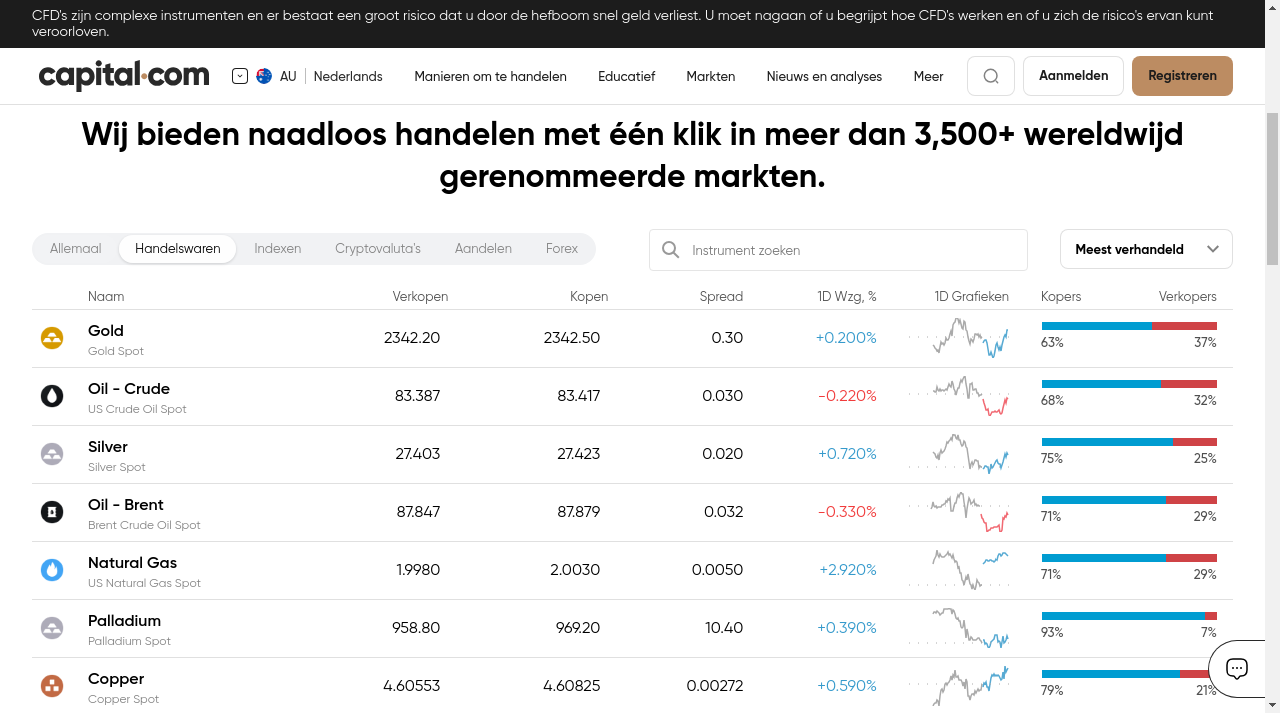 CFD's zijn complexe instrumenten en er bestaat een groot risico dat u door de hefboom snel geld verliest. U moet nagaan of u begrijpt hoe CFD's werken en of u zich de risico's ervan kunt
veroorloven.
capital.com AU Nederlands Manieren om te handelen Educatief Markten Nieuws en analyses Meer Aanmelden Registreren
Wij bieden naadloos handelen met één klik in meer dan 3,500+ wereldwijd
gerenommeerde markten.
Allemaal Handelswaren Indexen Cryptovaluta's Aandelen Forex Instrument zoeken Meest verhandeld
Naam Verkopen Kopen Spread 1D Wzg, % 1D Grafieken Kopers Verkopers
Gold 2342.20 2342.50 0.30 +0.200%
Gold Spot 63% 37%
Oil - Crude 83.387 83.417 0.030 -0.220%
US Crude Oil Spot 68% 32%
Silver 27.403 27.423 0.020 +0.720%
Silver Spot 75% 25%
Oil - Brent 87.847 87.879 0.032 -0.330%
Brent Crude Oil Spot 71% 29%
Natural Gas 1.9980 2.0030 0.0050 +2.920%
US Natural Gas Spot 71% 29%
Palladium 958.80 969.20 10.40 +0.390%
Palladium Spot 93% 7%
Copper 4.60553 4.60825 0.00272 +0.590%
Copper Spot 79% 21%